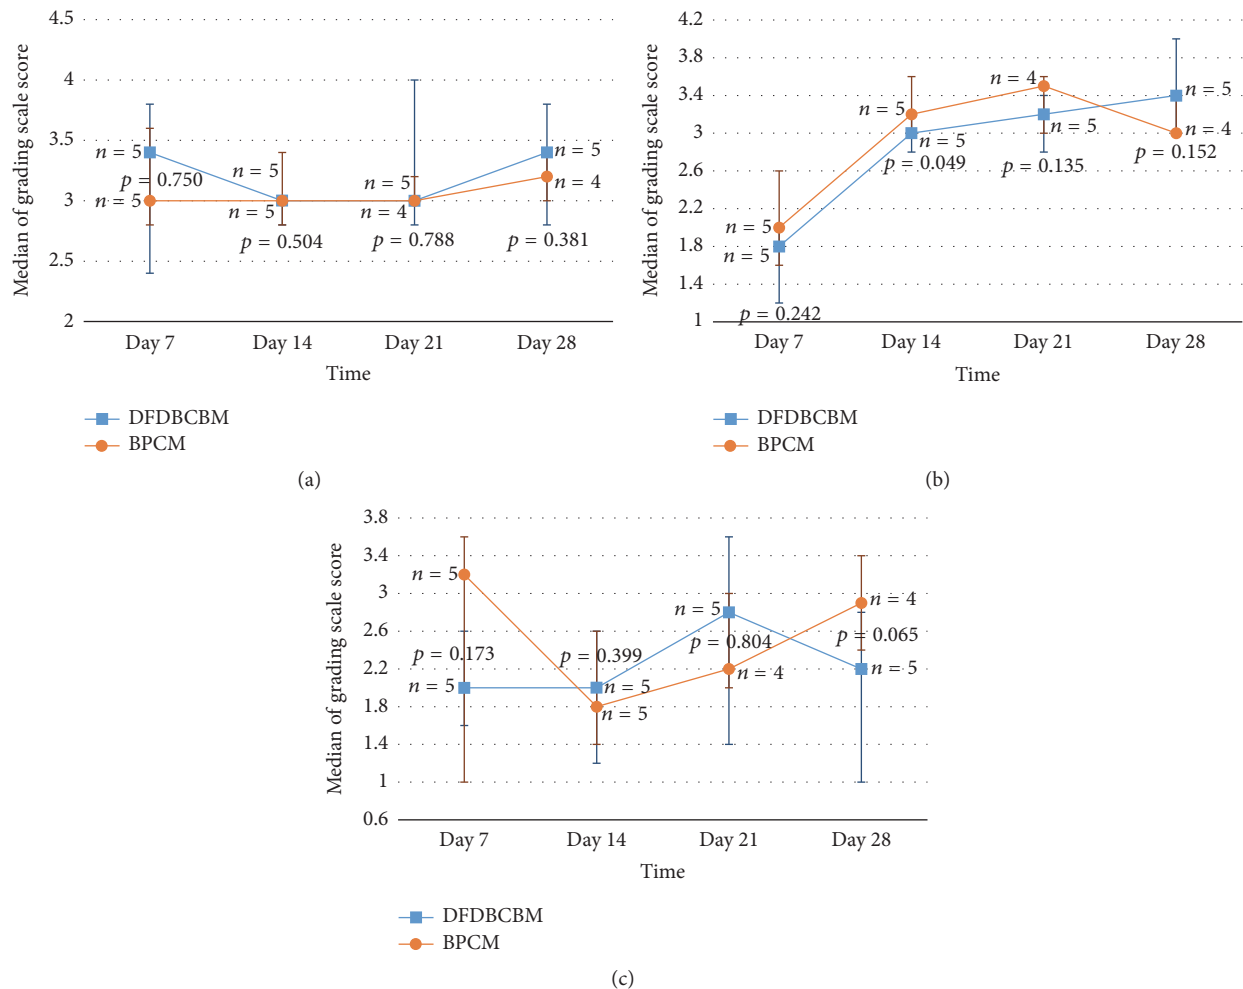 Median of grading scale score
4.5
4
3.5
3
2.5
2
n = 5
p = 0.750
n = 5
n = 5
n = 5
p = 0.504
n = 5
n = 4
p = 0.788
n = 5
n = 4
p = 0.381
Day 7 Day 14 Day 21 Day 28
Time
DFDBCBM
BPCM
(a)
Median of grading scale score
4.2
3.8
3.4
3
2.6
2.2
1.8
1.4
1
n = 5
n = 5
p = 0.242
n = 5
n = 5
p = 0.049
n = 4
n = 5
p = 0.135
n = 5
n = 4
p = 0.152
Day 7 Day 14 Day 21 Day 28
Time
DFDBCBM
BPCM
(b)
Median of grading scale score
3.8
3.4
3
2.6
2.2
1.8
1.4
1
0.6
n = 5
p = 0.173
n = 5
p = 0.399
n = 5
n = 5
n = 5
p = 0.804
n = 4
n = 4
p = 0.065
n = 5
Day 7 Day 14 Day 21 Day 28
Time
DFDBCBM
BPCM
(c)